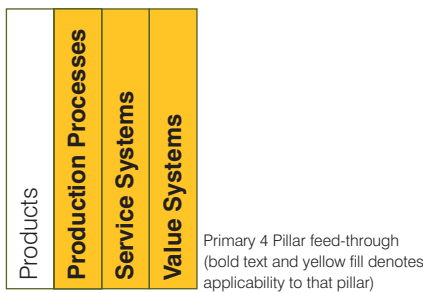 Products
Production Processes
Service Systems
Value Systems
Primary 4 Pillar feed-through
(bold text and yellow fill denotes
applicability to that pillar)